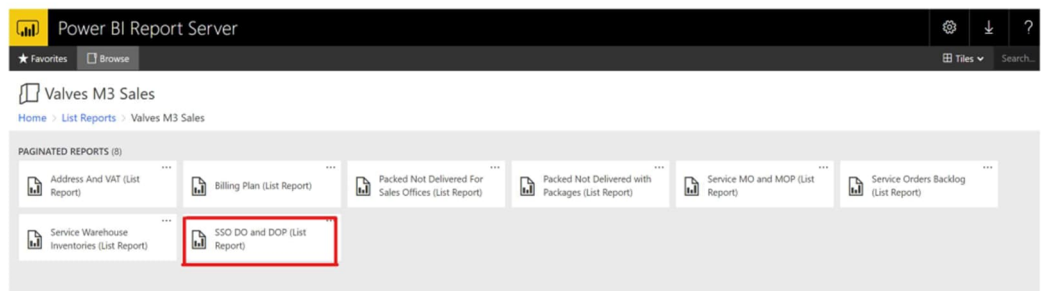 Power BI Report Server
?
★ Favorites Browse Tiles Search...
Valves M3 Sales
Home > List Reports > Valves M3 Sales
PAGINATED REPORTS (8)
Address And VAT (List
Report)
Billing Plan (List Report)
Packed Not Delivered For
Sales Offices (List Report)
Packed Not Delivered with
Packages (List Report)
Service MO and MOP (List
Report)
Service Orders Backlog
(List Report)
Service Warehouse
Inventories (List Report)
SSO DO and DOP (List
Report)